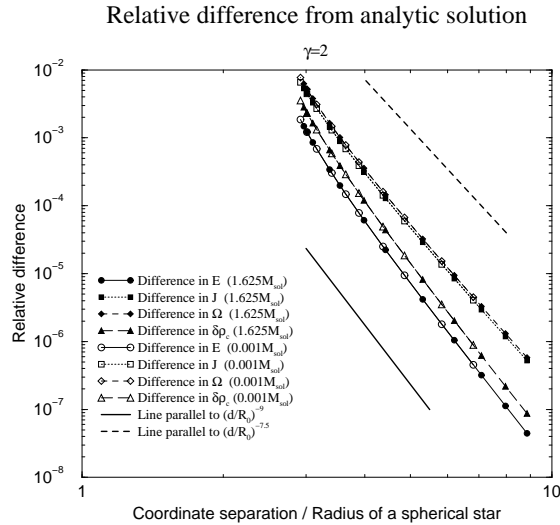 Relative difference from analytic solution
γ=2
10⁻²
10⁻³
10⁻⁴
10⁻⁵
10⁻⁶
10⁻⁷
10⁻⁸
Relative difference
Difference in E (1.625M_sol)
Difference in J (1.625M_sol)
Difference in Ω (1.625M_sol)
Difference in δρ_c (1.625M_sol)
Difference in E (0.001M_sol)
Difference in J (0.001M_sol)
Difference in Ω (0.001M_sol)
Difference in δρ_c (0.001M_sol)
Line parallel to (d/R₀)⁻⁹
Line parallel to (d/R₀)⁻⁷·⁵
1 10
Coordinate separation / Radius of a spherical star